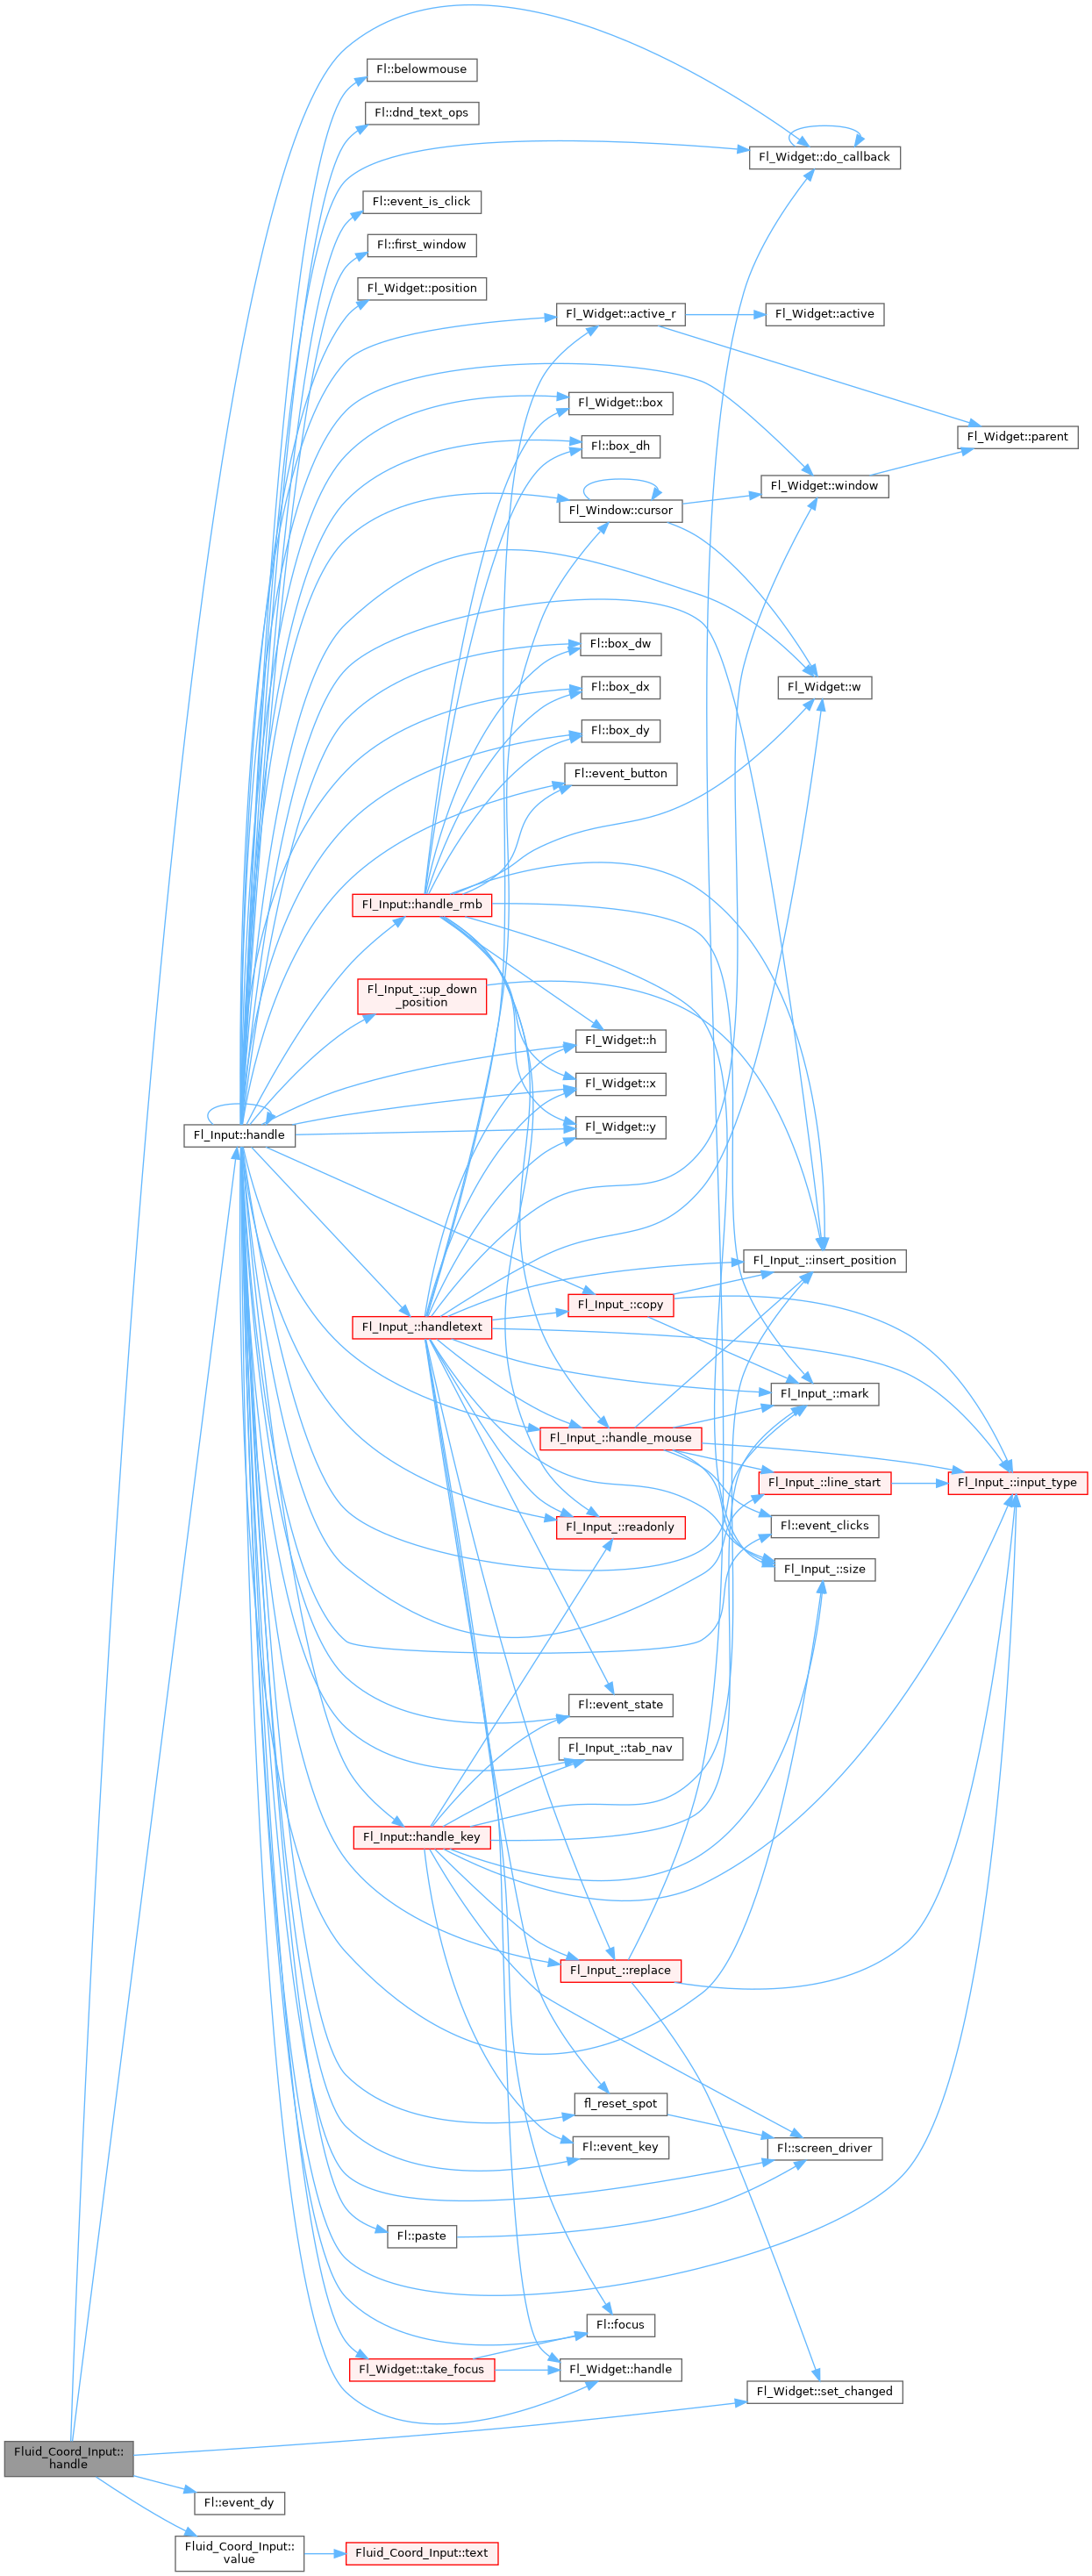 Fl::belowmouse
Fl::dnd_text_ops
Fl_Widget::do_callback
Fl::event_is_click
Fl::first_window
Fl_Widget::position
Fl_Widget::active_r
Fl_Widget::active
Fl_Widget::box
Fl_Widget::parent
Fl::box_dh
Fl_Widget::window
Fl_Window::cursor
Fl::box_dw
Fl::box_dx
Fl_Widget::w
Fl::box_dy
Fl::event_button
Fl_Input::handle_rmb
Fl_Input_::up_down
_position
Fl_Widget::h
Fl_Widget::x
Fl_Widget::y
Fl_Input::handle
Fl_Input_::insert_position
Fl_Input_::copy
Fl_Input_::handletext
Fl_Input_::mark
Fl_Input_::handle_mouse
Fl_Input_::line_start
Fl_Input_::input_type
Fl_Input_::readonly
Fl::event_clicks
Fl_Input_::size
Fl::event_state
Fl_Input_::tab_nav
Fl_Input::handle_key
Fl_Input_::replace
fl_reset_spot
Fl::event_key
Fl::screen_driver
Fl::paste
Fl::focus
Fl_Widget::take_focus
Fl_Widget::handle
Fl_Widget::set_changed
Fluid_Coord_Input::
handle
Fl::event_dy
Fluid_Coord_Input::
value
Fluid_Coord_Input::text